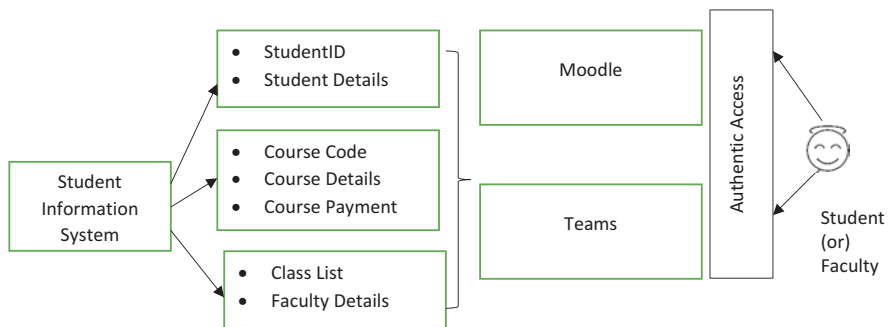 Student
Information
System
StudentID
Student Details
Course Code
Course Details
Course Payment
Class List
Faculty Details
Moodle
Teams
Authentic Access
Student
(or)
Faculty